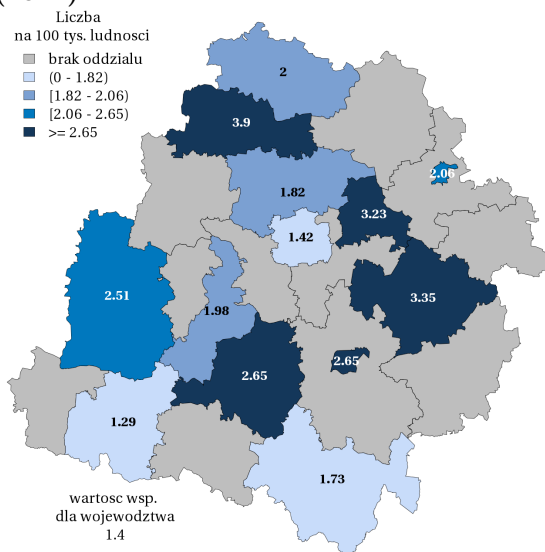 Liczba
na 100 tys. ludnosci
brak oddzialu
(0 - 1.82)
[1.82 - 2.06)
[2.06 - 2.65)
>= 2.65
2
3.9
2.06
1.82
3.23
1.42
2.51
3.35
1.98
2.65
2.65
1.29
1.73
wartosc wsp.
dla wojewodztwa
1.4